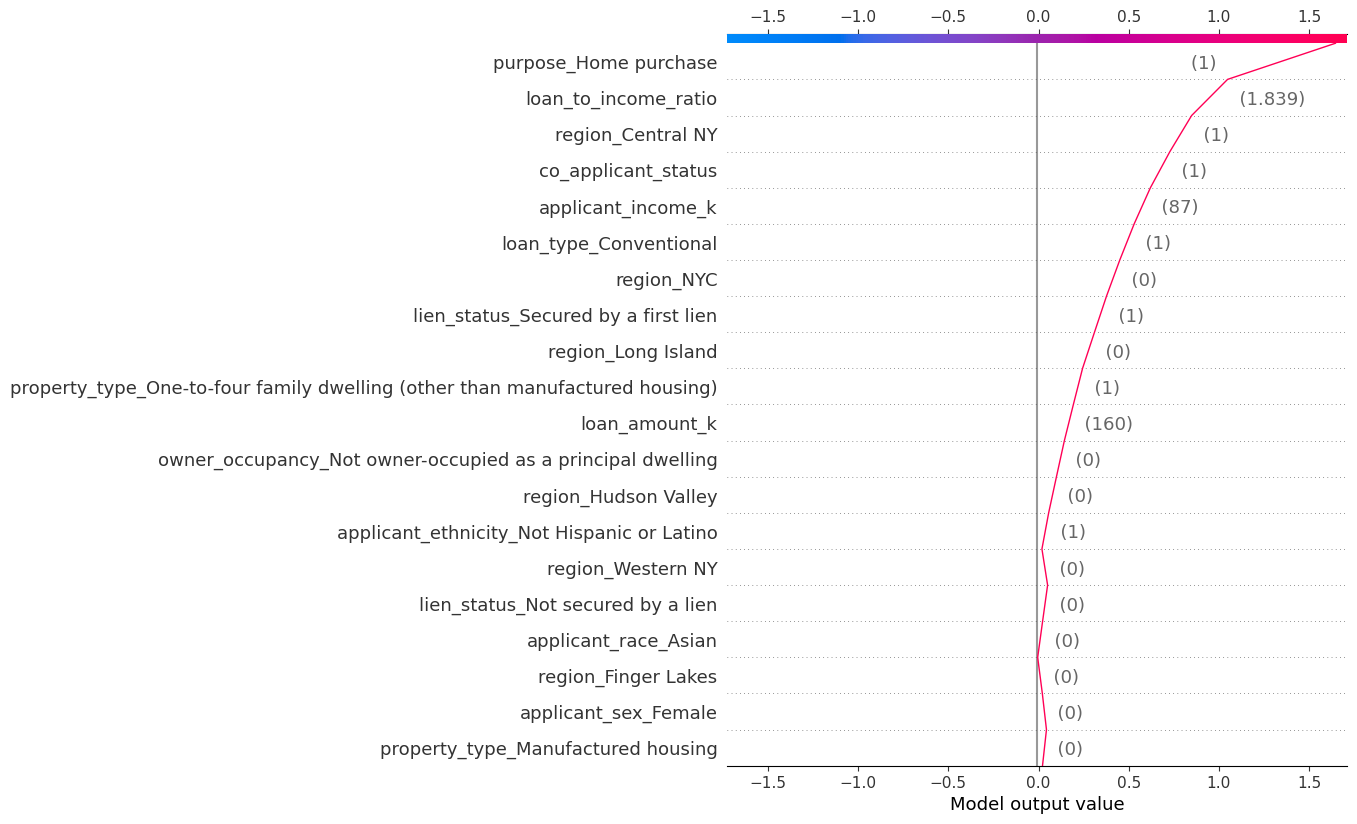 −1.5 −1.0 −0.5 0.0 0.5 1.0 1.5
purpose_Home purchase (1)
loan_to_income_ratio (1.839)
region_Central NY (1)
co_applicant_status (1)
applicant_income_k (87)
loan_type_Conventional (1)
region_NYC (0)
lien_status_Secured by a first lien (1)
region_Long Island (0)
property_type_One-to-four family dwelling (other than manufactured housing) (1)
loan_amount_k (160)
owner_occupancy_Not owner-occupied as a principal dwelling (0)
region_Hudson Valley (0)
applicant_ethnicity_Not Hispanic or Latino (1)
region_Western NY (0)
lien_status_Not secured by a lien (0)
applicant_race_Asian (0)
region_Finger Lakes (0)
applicant_sex_Female (0)
property_type_Manufactured housing (0)
−1.5 −1.0 −0.5 0.0 0.5 1.0 1.5
Model output value